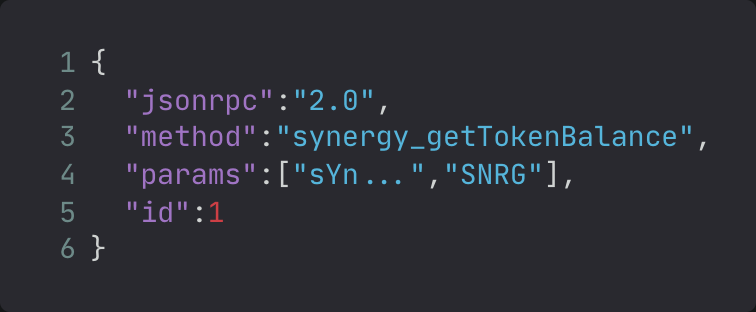 1 {
2 "jsonrpc":"2.0",
3 "method":"synergy_getTokenBalance",
4 "params":["sYn...","SNRG"],
5 "id":1
6 }